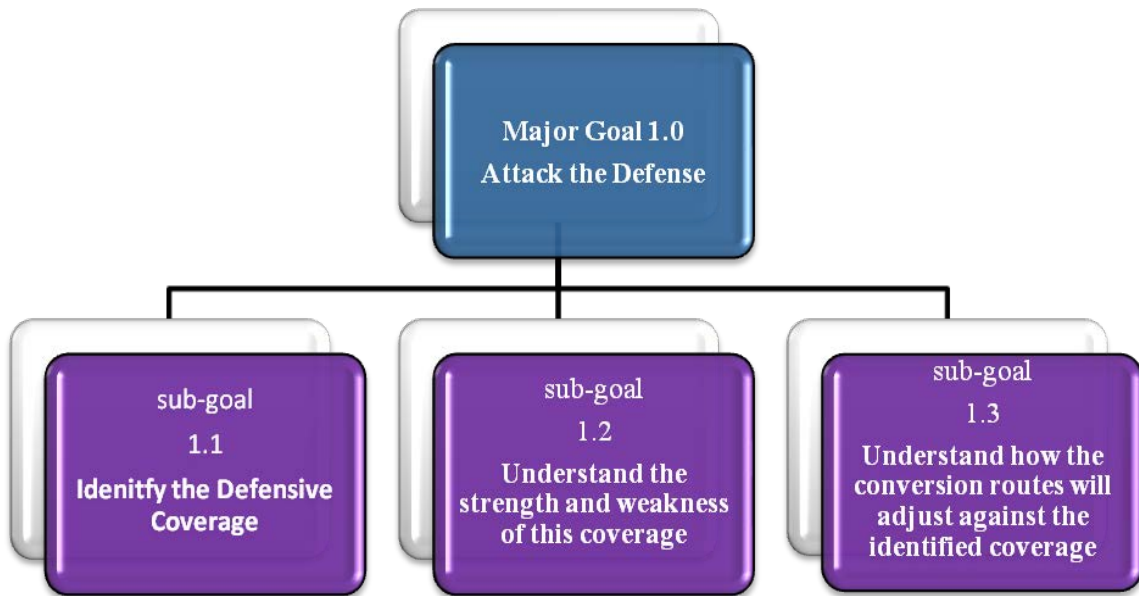 Major Goal 1.0
Attack the Defense
sub-goal
1.1
Idenitfy the Defensive
Coverage
sub-goal
1.2
Understand the
strength and weakness
of this coverage
sub-goal
1.3
Understand how the
conversion routes will
adjust against the
identified coverage